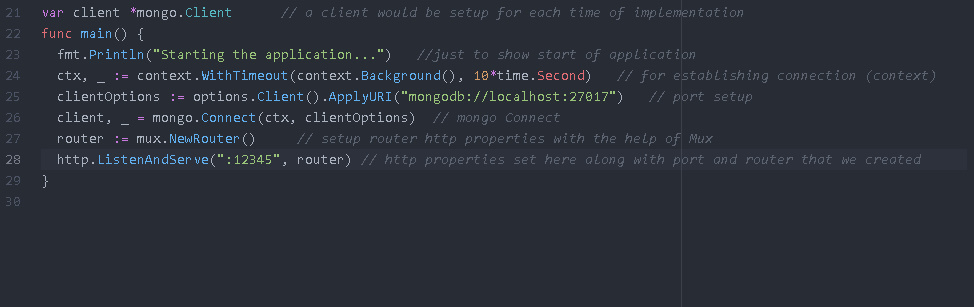 21 var client *mongo.Client // a client would be setup for each time of implementation
22 func main() {
23 fmt.Println("Starting the application...") //just to show start of application
24 ctx, _ := context.WithTimeout(context.Background(), 10*time.Second) // for establishing connection (context)
25 clientOptions := options.Client().ApplyURI("mongodb://localhost:27017") // port setup
26 client, _ = mongo.Connect(ctx, clientOptions) // mongo Connect
27 router := mux.NewRouter() // setup router http properties with the help of Mux
28 http.ListenAndServe(":12345", router) // http properties set here along with port and router that we created
29 }
30